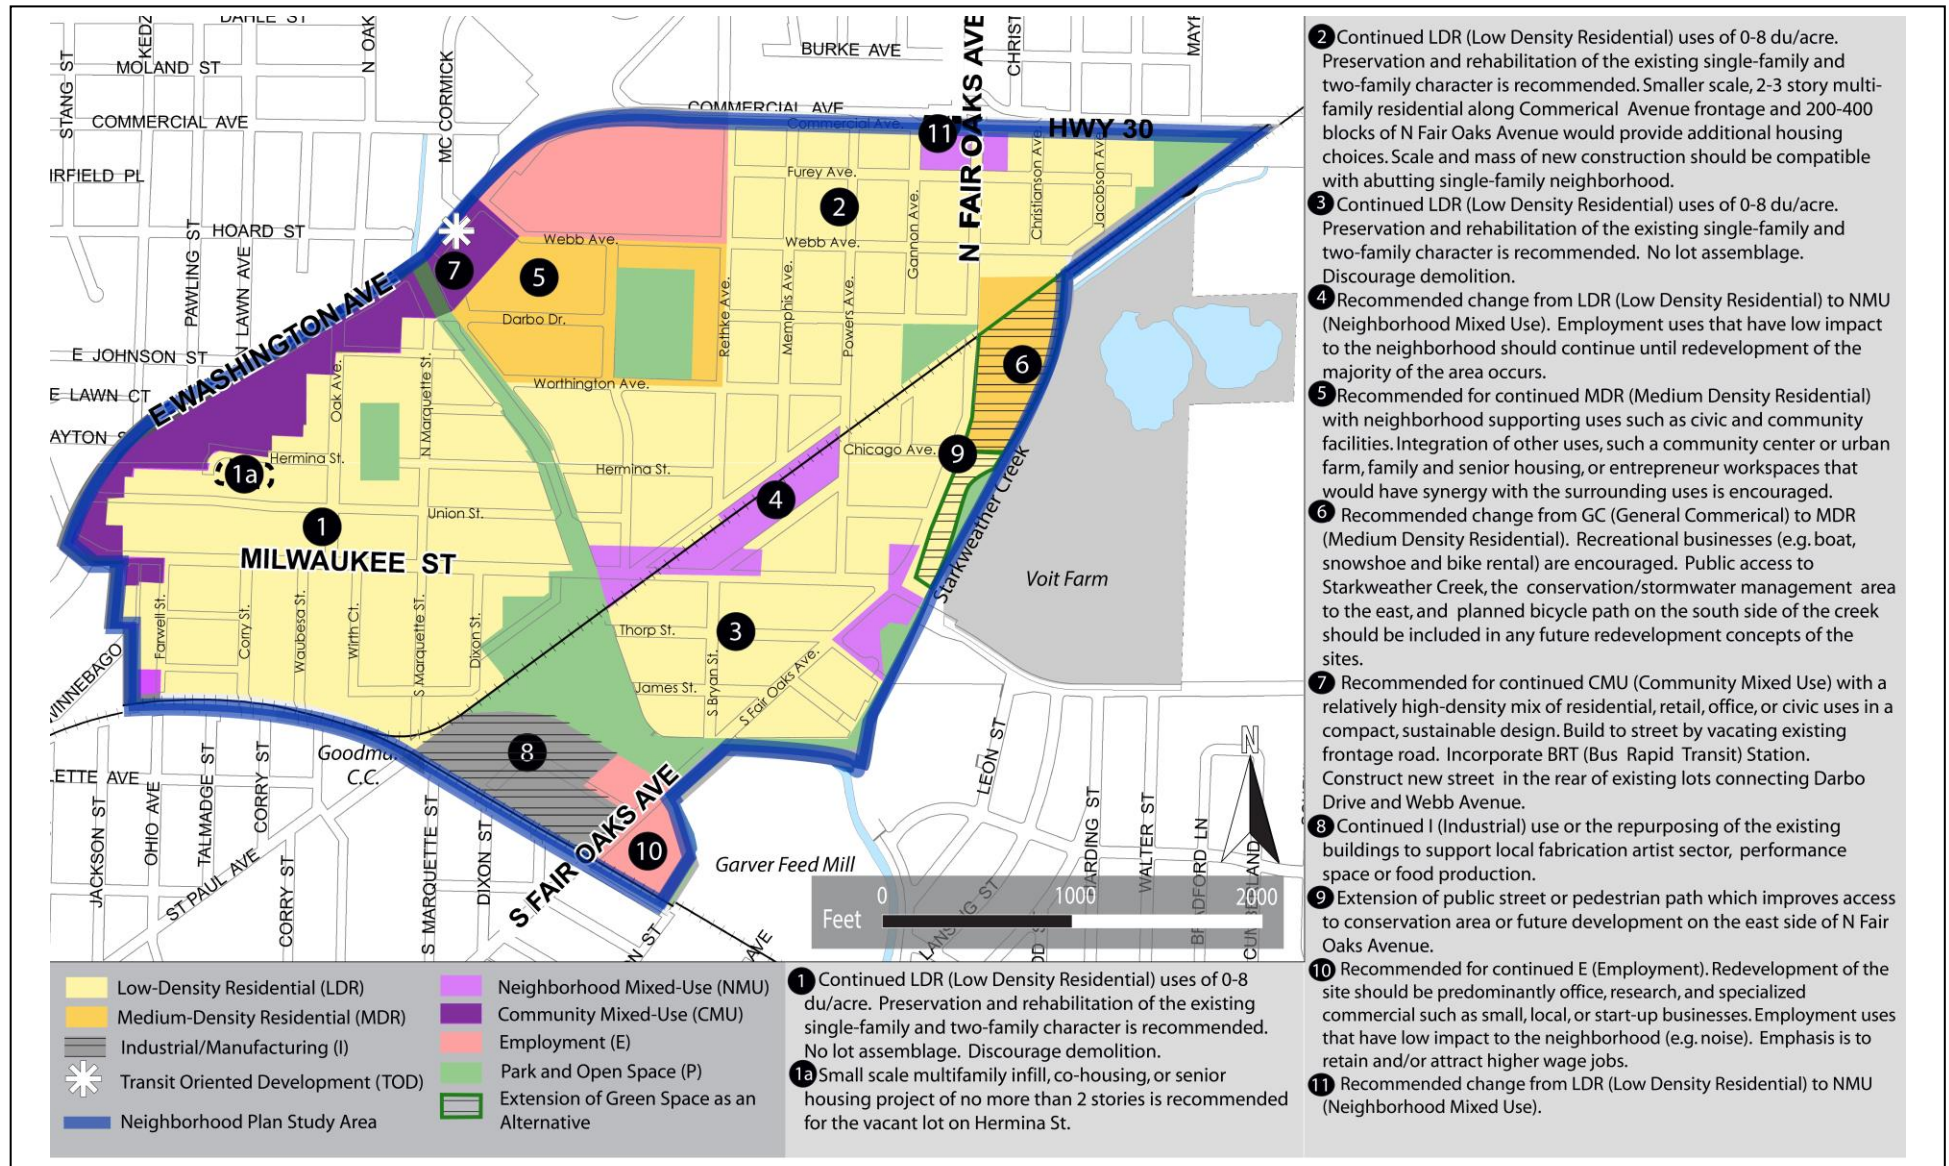 DAHLE ST
KEDZ
N OAK
STANG ST
MOLAND ST
MC CORMICK
BURKE AVE
N FAIR OAKS AVE
CHRIST
COMMERCIAL AVE
COMMERCIAL AVE
Commercial Ave.
11
HWY 30
IRFIELD PL
Furey Ave.
Christianson Ave.
Jacobson Ave.
2
PAWLING ST
HOARD ST
N LAWN AVE
Webb Ave.
Webb Ave.
Gannon Ave.
7
5
E WASHINGTON AVE
Darbo Dr.
Rethke Ave.
Memphis Ave.
Powers Ave.
E JOHNSON ST
E LAWN CT
Oak Ave.
N Marquette St.
Worthington Ave.
6
AYTON S
Hermina St.
Hermina St.
Chicago Ave.
9
1a
4
Union St.
1
MILWAUKEE ST
Starkweather Creek
Voit Farm
Farwell St.
Corry St.
Waubesa St.
Wirth Ct.
S Marquette ST.
Dixon St.
Thorp St.
3
James St.
S Bryan St.
S Fair Oaks Ave.
WINNEBAGO
Goodma
C.C.
8
LETTE AVE
JACKSON ST
OHIO AVE
TALMADGE ST
CORRY ST
ST PAUL AVE
CORRY ST
S MARQUETTE ST
DIXON ST
S FAIR OAKS AVE
10
Garver Feed Mill
LEON ST
HARDING ST
WALTER ST
N
0 1000 2000
Feet
Low-Density Residential (LDR)
Medium-Density Residential (MDR)
Industrial/Manufacturing (I)
Transit Oriented Development (TOD)
Neighborhood Plan Study Area
Neighborhood Mixed-Use (NMU)
Community Mixed-Use (CMU)
Employment (E)
Park and Open Space (P)
Extension of Green Space as an
Alternative
1 Continued LDR (Low Density Residential) uses of 0-8
du/acre. Preservation and rehabilitation of the existing
single-family and two-family character is recommended.
No lot assemblage. Discourage demolition.
1a Small scale multifamily infill, co-housing, or senior
housing project of no more than 2 stories is recommended
for the vacant lot on Hermina St.
2 Continued LDR (Low Density Residential) uses of 0-8 du/acre.
Preservation and rehabilitation of the existing single-family and
two-family character is recommended. Smaller scale, 2-3 story multi-
family residential along Commerical Avenue frontage and 200-400
blocks of N Fair Oaks Avenue would provide additional housing
choices. Scale and mass of new construction should be compatible
with abutting single-family neighborhood.
3 Continued LDR (Low Density Residential) uses of 0-8 du/acre.
Preservation and rehabilitation of the existing single-family and
two-family character is recommended. No lot assemblage.
Discourage demolition.
4 Recommended change from LDR (Low Density Residential) to NMU
(Neighborhood Mixed Use). Employment uses that have low impact
to the neighborhood should continue until redevelopment of the
majority of the area occurs.
5 Recommended for continued MDR (Medium Density Residential)
with neighborhood supporting uses such as civic and community
facilities. Integration of other uses, such a community center or urban
farm, family and senior housing, or entrepreneur workspaces that
would have synergy with the surrounding uses is encouraged.
6 Recommended change from GC (General Commerical) to MDR
(Medium Density Residential). Recreational businesses (e.g. boat,
snowshoe and bike rental) are encouraged. Public access to
Starkweather Creek, the conservation/stormwater management area
to the east, and planned bicycle path on the south side of the creek
should be included in any future redevelopment concepts of the
sites.
7 Recommended for continued CMU (Community Mixed Use) with a
relatively high-density mix of residential, retail, office, or civic uses in a
compact, sustainable design. Build to street by vacating existing
frontage road. Incorporate BRT (Bus Rapid Transit) Station.
Construct new street in the rear of existing lots connecting Darbo
Drive and Webb Avenue.
8 Continued I (Industrial) use or the repurposing of the existing
buildings to support local fabrication artist sector, performance
space or food production.
9 Extension of public street or pedestrian path which improves access
to conservation area or future development on the east side of N Fair
Oaks Avenue.
10 Recommended for continued E (Employment). Redevelopment of the
site should be predominantly office, research, and specialized
commercial such as small, local, or start-up businesses. Employment uses
that have low impact to the neighborhood (e.g. noise). Emphasis is to
retain and/or attract higher wage jobs.
11 Recommended change from LDR (Low Density Residential) to NMU
(Neighborhood Mixed Use).